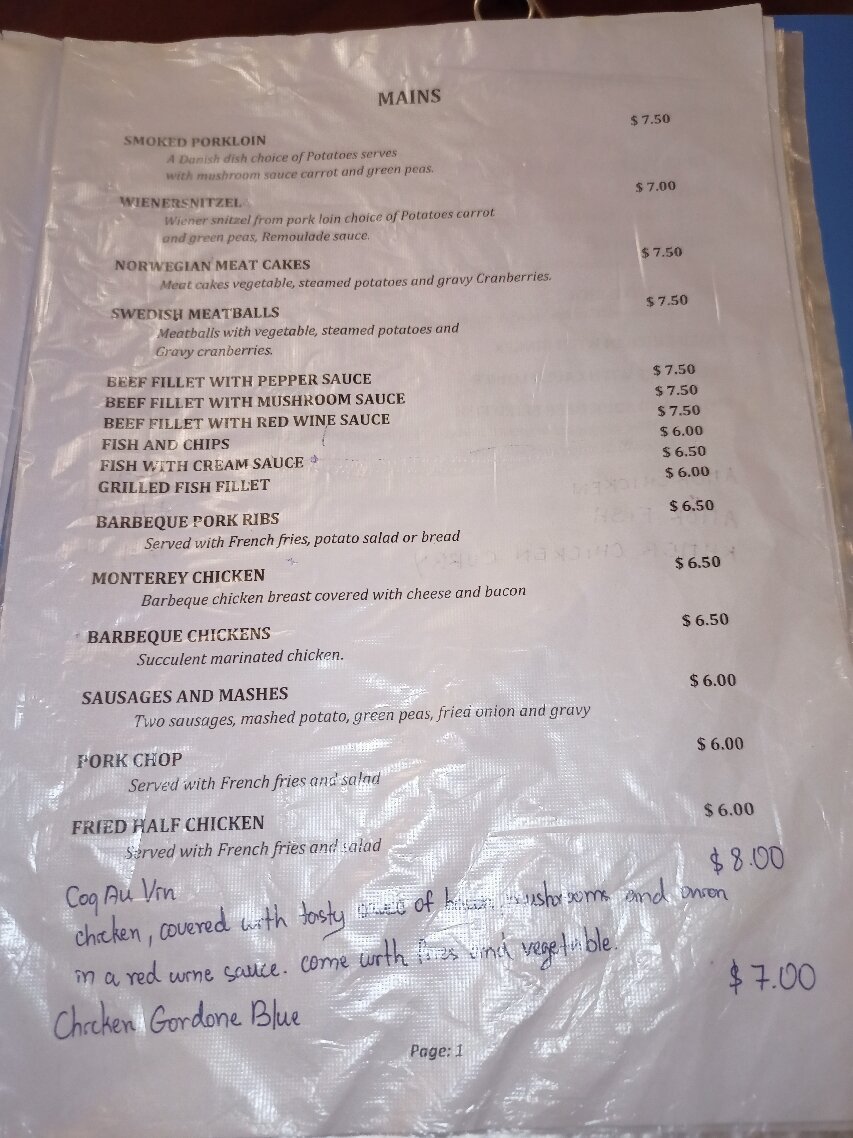 MAINS
SMOKED PORKLOIN $ 7.50
A Danish dish choice of Potatoes serves
with mushroom sauce carrot and green peas.
WIENERSNITZEL $ 7.00
Wiener snitzel from pork loin choice of Potatoes carrot
and green peas, Remoulade sauce.
NORWEGIAN MEAT CAKES $ 7.50
Meat cakes vegetable, steamed potatoes and gravy Cranberries.
SWEDISH MEATBALLS $ 7.50
Meatballs with vegetable, steamed potatoes and
Gravy cranberries.
BEEF FILLET WITH PEPPER SAUCE $ 7.50
BEEF FILLET WITH MUSHROOM SAUCE $ 7.50
BEEF FILLET WITH RED WINE SAUCE $ 7.50
FISH AND CHIPS $ 6.00
FISH WITH CREAM SAUCE $ 6.50
GRILLED FISH FILLET $ 6.00
BARBEQUE PORK RIBS $ 6.50
Served with French fries, potato salad or bread
MONTEREY CHICKEN $ 6.50
Barbeque chicken breast covered with cheese and bacon
BARBEQUE CHICKENS $ 6.50
Succulent marinated chicken.
SAUSAGES AND MASHES $ 6.00
Two sausages, mashed potato, green peas, fried onion and gravy
PORK CHOP $ 6.00
Served with French fries and salad
FRIED HALF CHICKEN $ 6.00
Served with French fries and salad
Coq Au Vin $ 8.00
chicken, covered with tasty of mushrooms and onion
in a red wine sauce. come with fries and vegetable.
Chicken Gordone Blue $ 7.00
Page: 1